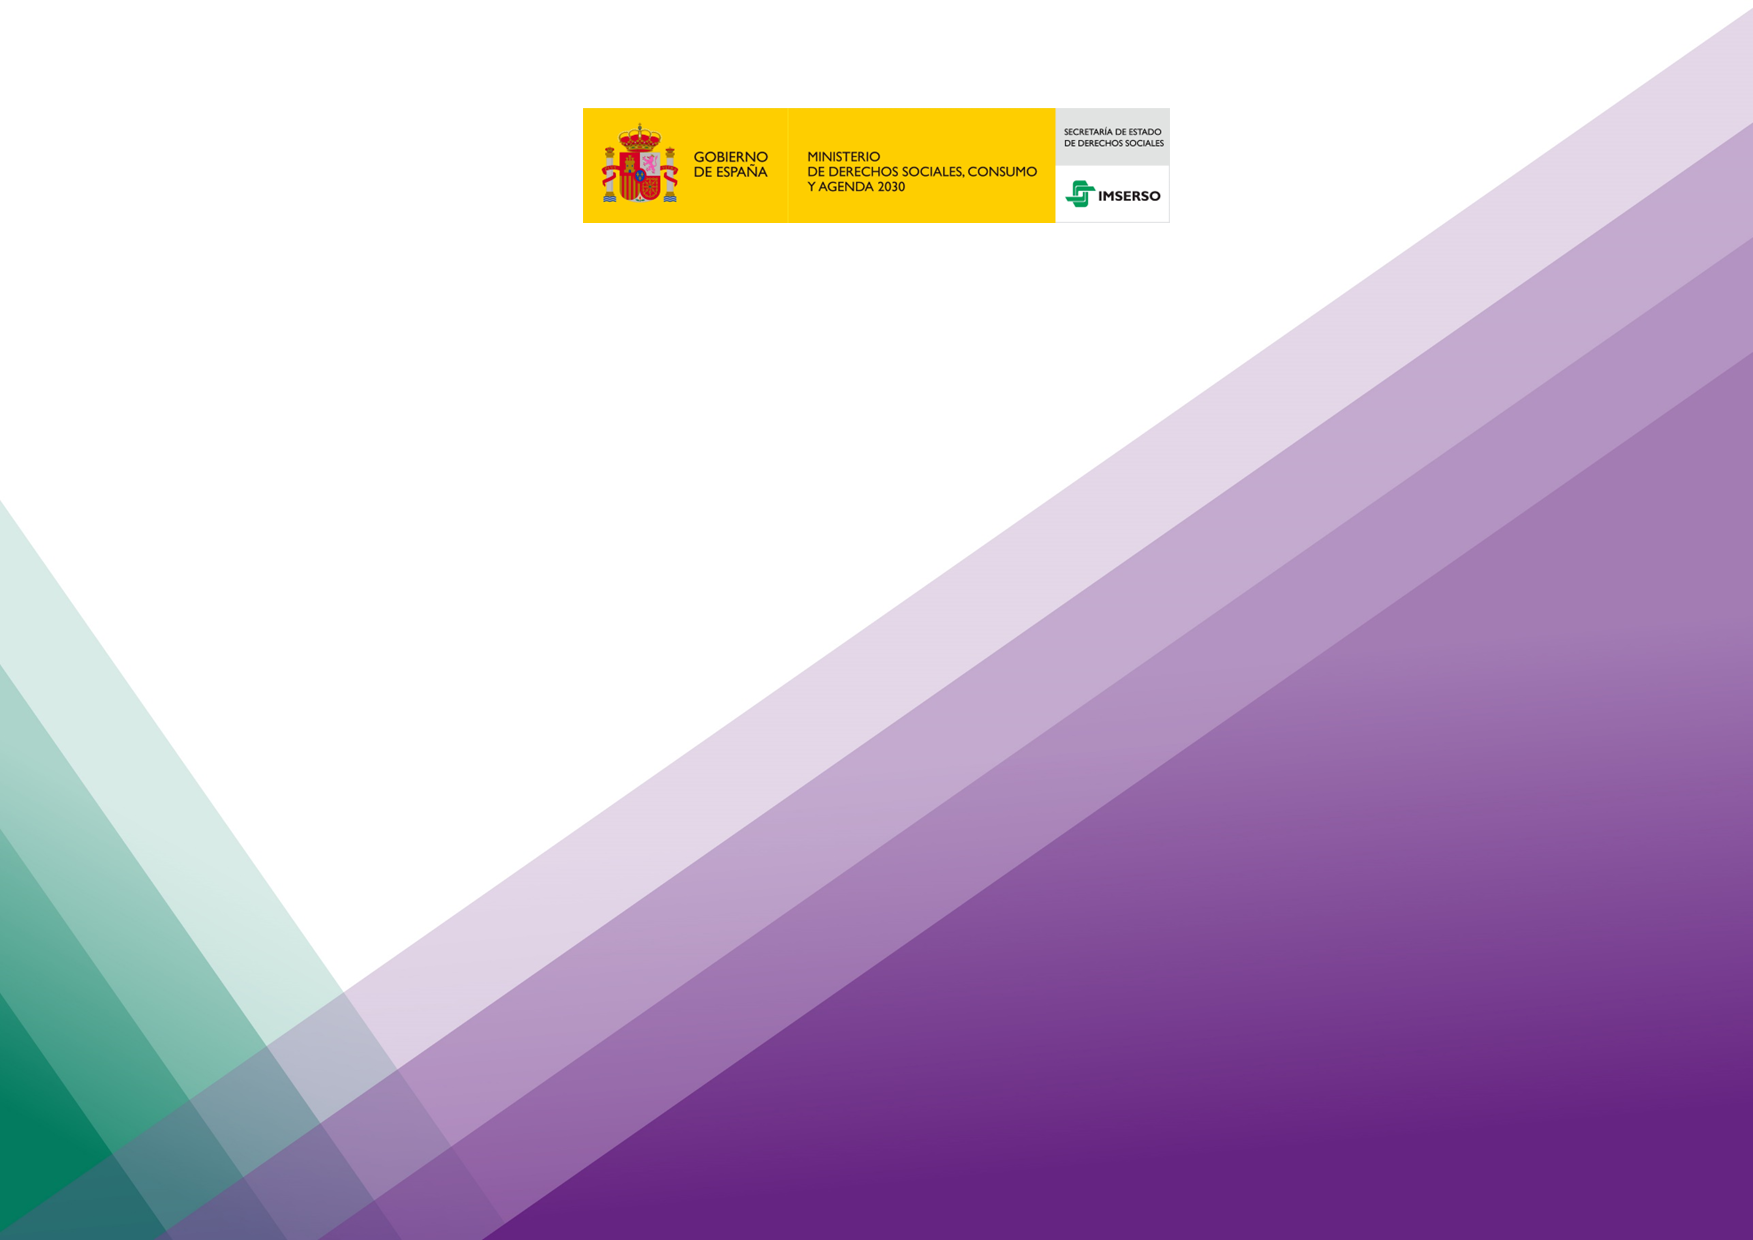 GOBIERNO
DE ESPAÑA
MINISTERIO
DE DERECHOS SOCIALES, CONSUMO
Y AGENDA 2030
SECRETARÍA DE ESTADO
DE DERECHOS SOCIALES
IMSERSO